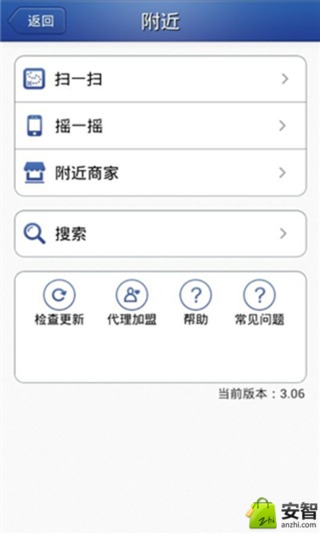 返回
附近
扫一扫
摇一摇
附近商家
搜索
检查更新 代理加盟 帮助 常见问题
当前版本：3.06
安智
anzhi.com